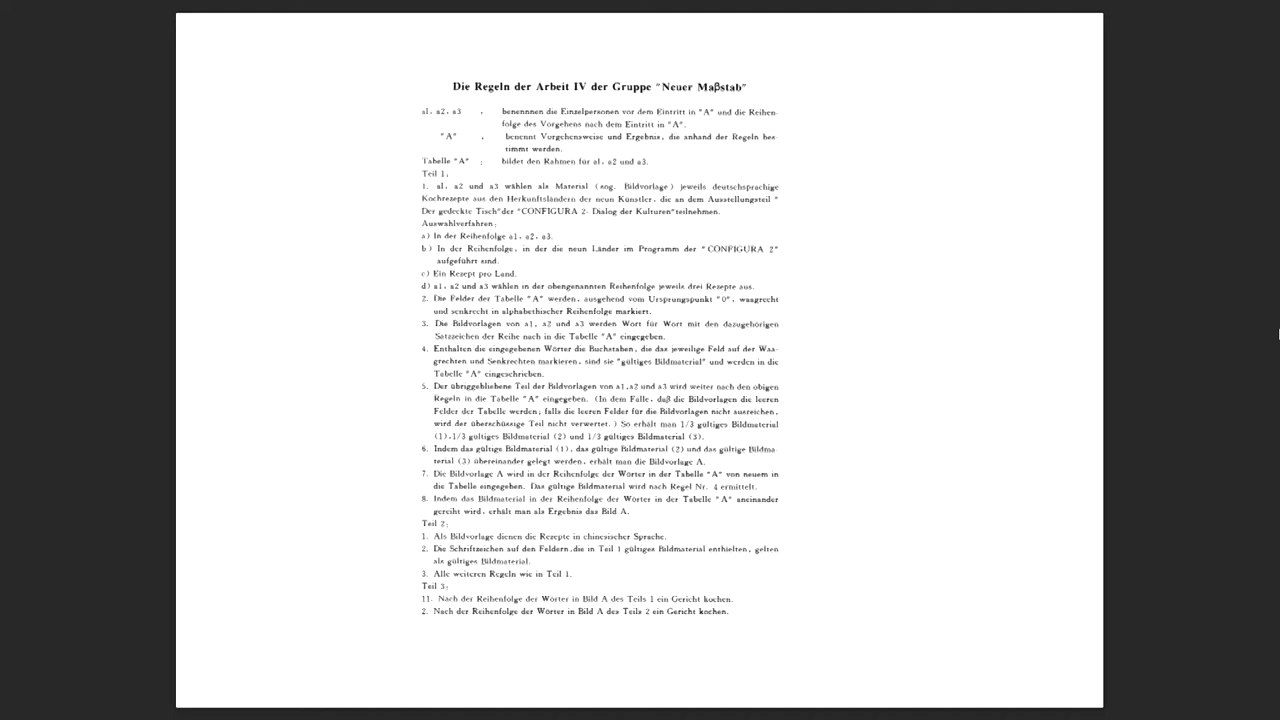 Die Regeln der Arbeit IV der Gruppe "Neuer Maβstab"
a1, a2, a3 , benennnen die Einzelpersonen vor dem Eintritt in "A" und die Reihen-
folge des Vorgehens nach dem Eintritt in "A".
"A" , benennt Vorgehensweise und Ergebnis, die anhand der Regeln bes-
timmt werden.
Tabelle "A" ; bildet den Rahmen für a1, a2 und a3.
Teil 1,
1. a1, a2 und a3 wählen als Material (sog. Bildvorlage) jeweils deutschsprachige
Kochrezepte aus den Herkunftsländern der neun Künstler, die an dem Ausstellungsteil "
Der gedeckte Tisch"der "CONFIGURA 2- Dialog der Kulturen"teilnehmen.
Auswahlverfahren;
a) In der Reihenfolge a1, a2, a3.
b) In der Reihenfolge, in der die neun Länder im Programm der "CONFIGURA 2"
aufgeführt sind.
c) Ein Rezept pro Land.
d) a1, a2 und a3 wählen in der obengenannten Reihenfolge jeweils drei Rezepte aus.
2. Die Felder der Tabelle "A" werden, ausgehend vom Ursprungspunkt "0", waagrecht
und senkrecht in alphabethischer Reihenfolge markiert.
3. Die Bildvorlagen von a1, a2 und a3 werden Wort für Wort mit den dazugehörigen
Satzzeichen der Reihe nach in die Tabelle "A" eingegeben.
4. Enthalten die eingegebenen Wörter die Buchstaben, die das jeweilige Feld auf der Waa-
grechten und Senkrechten markieren, sind sie "gültiges Bildmaterial" und werden in die
Tabelle "A" eingeschrieben.
5. Der übriggebliebene Teil der Bildvorlagen von a1,a2 und a3 wird weiter nach den obigen
Regeln in die Tabelle "A" eingegeben. (In dem Falle, daß die Bildvorlagen die leeren
Felder der Tabelle werden; falls die leeren Felder für die Bildvorlagen nicht ausreichen,
wird der überschüssige Teil nicht verwertet. ) So erhält man 1/3 gültiges Bildmaterial
(1),1/3 gültiges Bildmaterial (2) und 1/3 gültiges Bildmaterial (3).
6. Indem das gültige Bildmaterial (1), das gültige Bildmaterial (2) und das gültige Bildma-
terial (3) übereinander gelegt werden, erhält man die Bildvorlage A.
7. Die Bildvorlage A wird in der Reihenfolge der Wörter in der Tabelle "A" von neuem in
die Tabelle eingegeben. Das gültige Bildmaterial wird nach Regel Nr. 4 ermittelt.
8. Indem das Bildmaterial in der Reihenfolge der Wörter in der Tabelle "A" aneinander
gereiht wird, erhält man als Ergebnis das Bild A.
Teil 2;
1. Als Bildvorlage dienen die Rezepte in chinesischer Sprache.
2. Die Schriftzeichen auf den Feldern,die in Teil 1 gültiges Bildmaterial enthielten, gelten
als gültiges Bildmaterial.
3. Alle weiteren Regeln wie in Teil 1.
Teil 3;
11. Nach der Reihenfolge der Wörter in Bild A des Teils 1 ein Gericht kochen.
2. Nach der Reihenfolge der Wörter in Bild A des Teils 2 ein Gericht kochen.